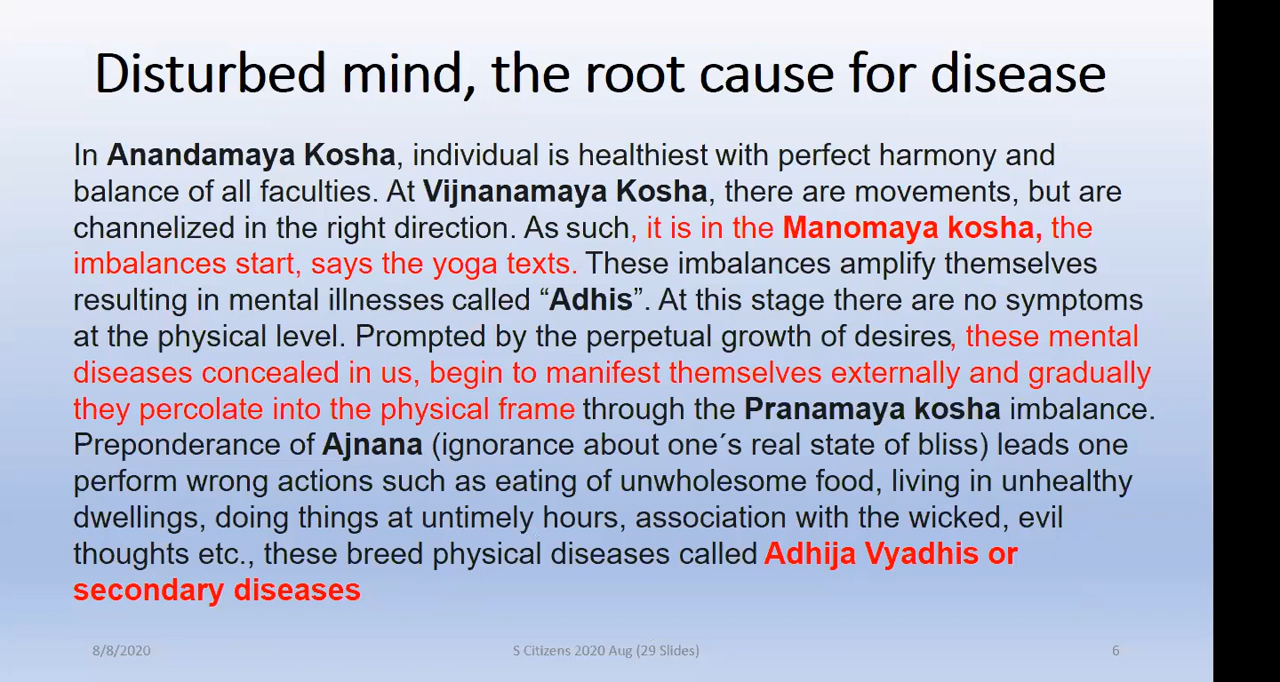 Disturbed mind, the root cause for disease
In Anandamaya Kosha, individual is healthiest with perfect harmony and
balance of all faculties. At Vijnanamaya Kosha, there are movements, but are
channelized in the right direction. As such, it is in the Manomaya kosha, the
imbalances start, says the yoga texts. These imbalances amplify themselves
resulting in mental illnesses called “Adhis”. At this stage there are no symptoms
at the physical level. Prompted by the perpetual growth of desires, these mental
diseases concealed in us, begin to manifest themselves externally and gradually
they percolate into the physical frame through the Pranamaya kosha imbalance.
Preponderance of Ajnana (ignorance about one´s real state of bliss) leads one
perform wrong actions such as eating of unwholesome food, living in unhealthy
dwellings, doing things at untimely hours, association with the wicked, evil
thoughts etc., these breed physical diseases called Adhija Vyadhis or
secondary diseases
8/8/2020 S Citizens 2020 Aug (29 Slides) 6